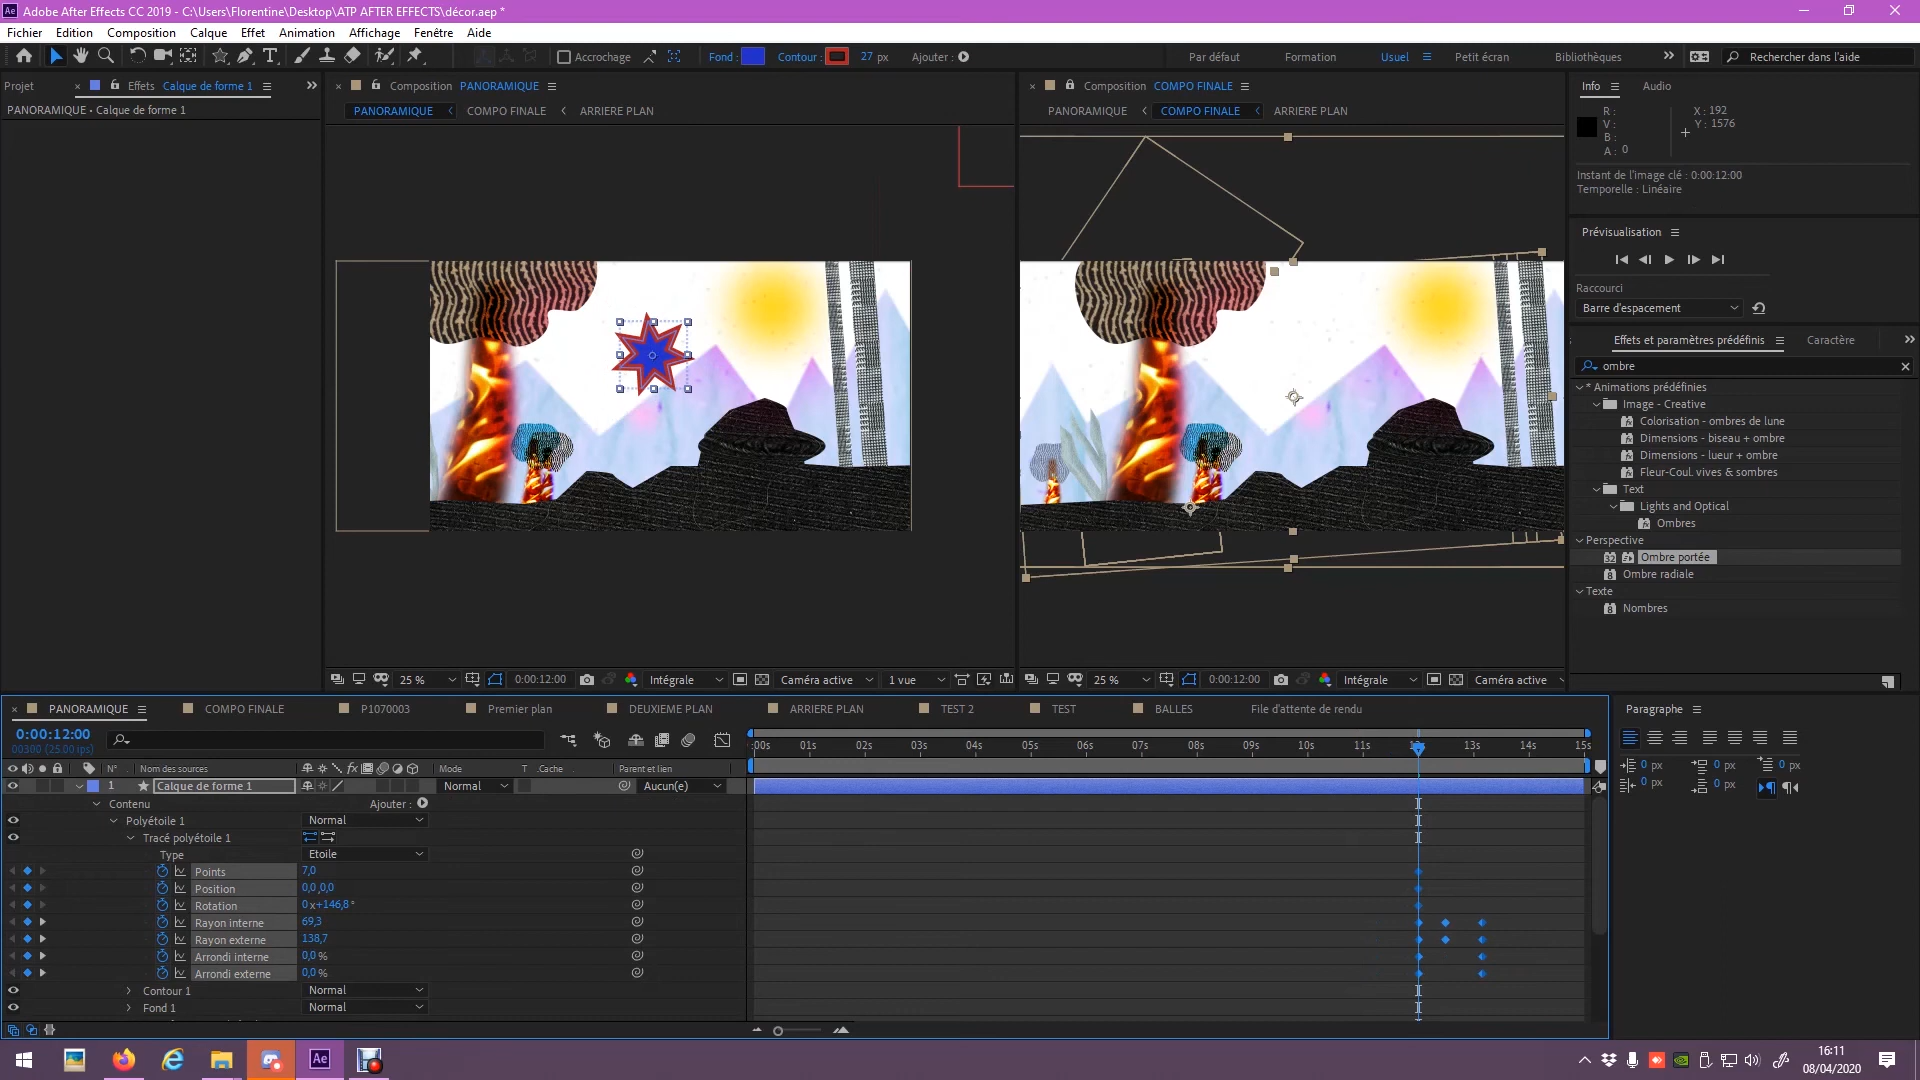 Adobe After Effects CC 2019 - C:\Users\Florentine\Desktop\ATP AFTER EFFECTS\décor.aep *
Fichier Edition Composition Calque Effet Animation Affichage Fenêtre Aide
Accrochage Fond : Contour : 27 px Ajouter : Par défaut Formation Usuel Petit écran Bibliothèques Rechercher dans l'aide
Projet Effets Calque de forme 1 Composition PANORAMIQUE Composition COMPO FINALE Info Audio
PANORAMIQUE • Calque de forme 1
PANORAMIQUE COMPO FINALE ARRIERE PLAN PANORAMIQUE COMPO FINALE ARRIERE PLAN
R : X : 192
V : Y : 1576
B :
A : 0
Instant de l'image clé : 0:00:12:00
Temporelle : Linéaire
Prévisualisation
Raccourci
Barre d'espacement
Effets et paramètres prédéfinis Caractère
ombre
* Animations prédéfinies
Image - Creative
Colorisation - ombres de lune
Dimensions - biseau + ombre
Dimensions - lueur + ombre
Fleur-Coul. vives & sombres
Text
Lights and Optical
Ombres
Perspective
32 Ombre portée
8 Ombre radiale
Texte
8 Nombres
25 % 0:00:12:00 Intégrale Caméra active 1 vue 25 % 0:00:12:00 Intégrale Caméra active
PANORAMIQUE COMPO FINALE P1070003 Premier plan DEUXIEME PLAN ARRIERE PLAN TEST 2 TEST BALLES File d'attente de rendu
Paragraphe
0:00:12:00
00300 (25.00 ips)
:00s 01s 02s 03s 04s 05s 06s 07s 08s 09s 10s 11s 12s 13s 14s 15s
N° Nom des sources fx Mode T .Cache Parent et lien
1 Calque de forme 1 Normal Aucun(e)
Contenu Ajouter :
Polyétoile 1 Normal
Tracé polyétoile 1
Type Etoile
Points 7,0
Position 0,0 ,0,0
Rotation 0 x+146,8 °
Rayon interne 69,3
Rayon externe 138,7
Arrondi interne 0,0 %
Arrondi externe 0,0 %
Contour 1 Normal
Fond 1 Normal
0 px 0 px 0 px
0 px 0 px
16:11
08/04/2020